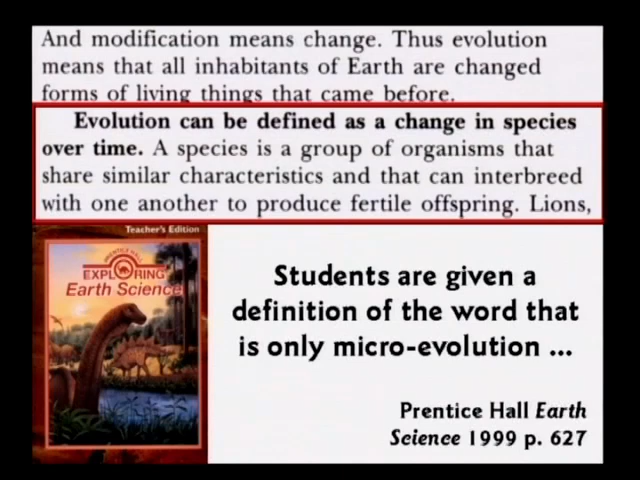 And modification means change. Thus evolution
means that all inhabitants of Earth are changed
forms of living things that came before.
Evolution can be defined as a change in species
over time. A species is a group of organisms that
share similar characteristics and that can interbreed
with one another to produce fertile offspring. Lions,
Teacher's Edition
PRENTICE HALL
EXPLORING
Earth Science
Students are given a
definition of the word that
is only micro-evolution ...
Prentice Hall Earth
Science 1999 p. 627